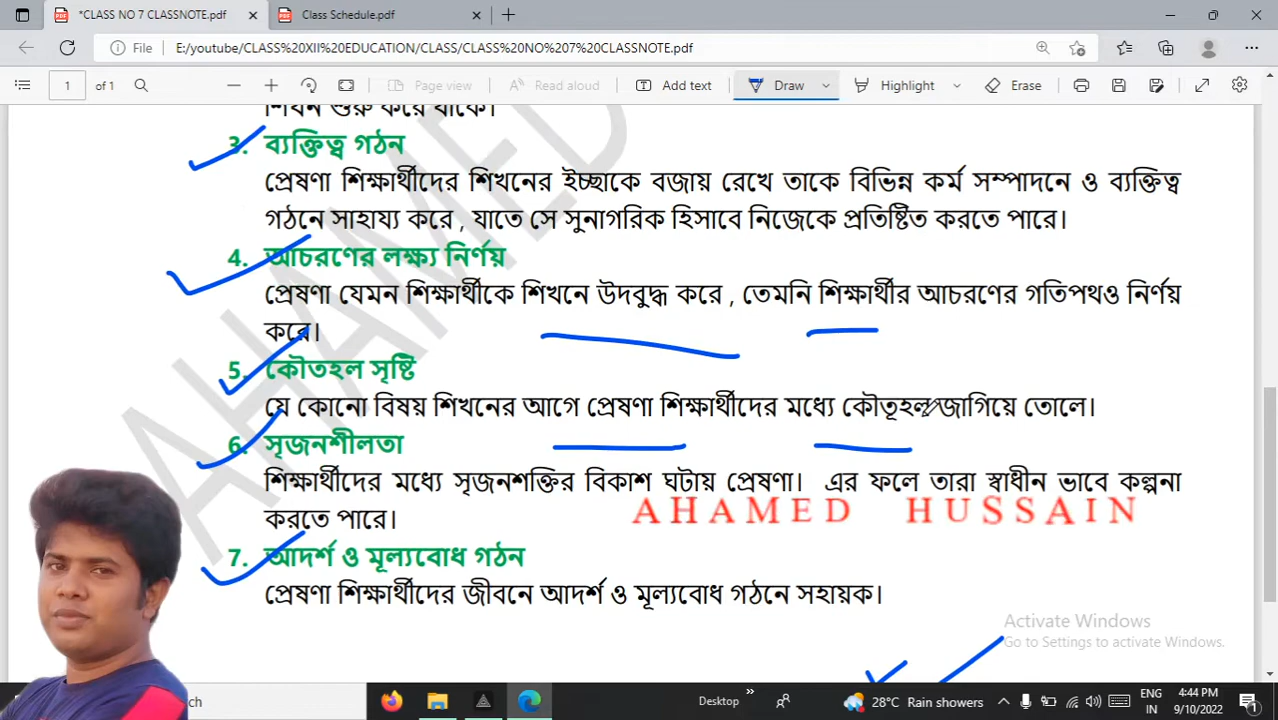 *CLASS NO 7 CLASSNOTE.pdf
Class Schedule.pdf
File
E:/youtube/CLASS%20XII%20EDUCATION/CLASS/CLASS%20NO%207%20CLASSNOTE.pdf
1 of 1
Page view
Read aloud
Add text
Draw
Highlight
Erase
শিখন শুরু করে থাকে।
3. ব্যক্তিত্ব গঠন
প্রেষণা শিক্ষার্থীদের শিখনের ইচ্ছাকে বজায় রেখে তাকে বিভিন্ন কর্ম সম্পাদনে ও ব্যক্তিত্ব
গঠনে সাহায্য করে , যাতে সে সুনাগরিক হিসাবে নিজেকে প্রতিষ্টিত করতে পারে।
4. আচরণের লক্ষ্য নির্ণয়
প্রেষণা যেমন শিক্ষার্থীকে শিখনে উদবুদ্ধ করে , তেমনি শিক্ষার্থীর আচরণের গতিপথও নির্ণয়
করে।
5. কৌতহল সৃষ্টি
যে কোনো বিষয় শিখনের আগে প্রেষণা শিক্ষার্থীদের মধ্যে কৌতূহল জাগিয়ে তোলে।
6. সৃজনশীলতা
শিক্ষার্থীদের মধ্যে সৃজনশক্তির বিকাশ ঘটায় প্রেষণা। এর ফলে তারা স্বাধীন ভাবে কল্পনা
করতে পারে।
AHAMED HUSSAIN
7. আদর্শ ও মূল্যবোধ গঠন
প্রেষণা শিক্ষার্থীদের জীবনে আদর্শ ও মূল্যবোধ গঠনে সহায়ক।
AHAMED
Activate Windows
Go to Settings to activate Windows.
rch
Desktop
28°C Rain showers
ENG
IN
4:44 PM
9/10/2022
1